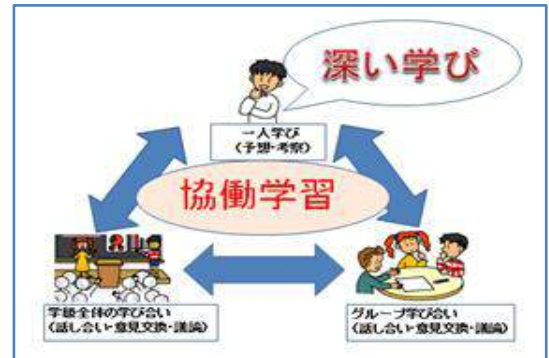 深い学び
一人学び
(予想・考察)
協働学習
学級全体の学び合い
(話し合い・意見交換・議論)
グループ学び合い
(話し合い・意見交換・議論)